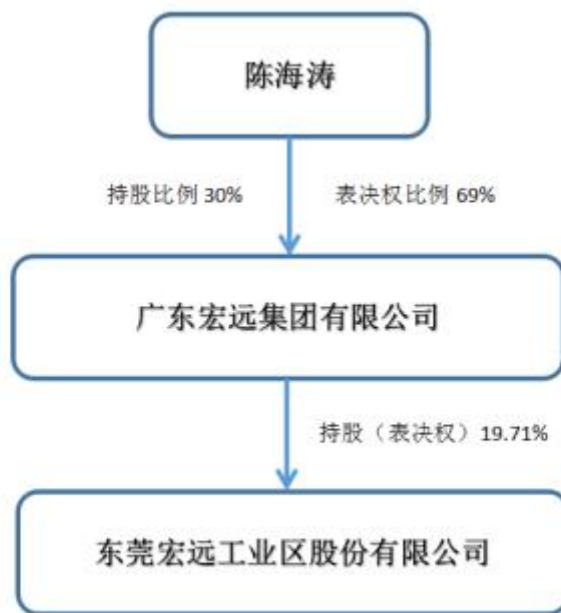 陈海涛
持股比例 30% 表决权比例 69%
广东宏远集团有限公司
持股（表决权）19.71%
东莞宏远工业区股份有限公司